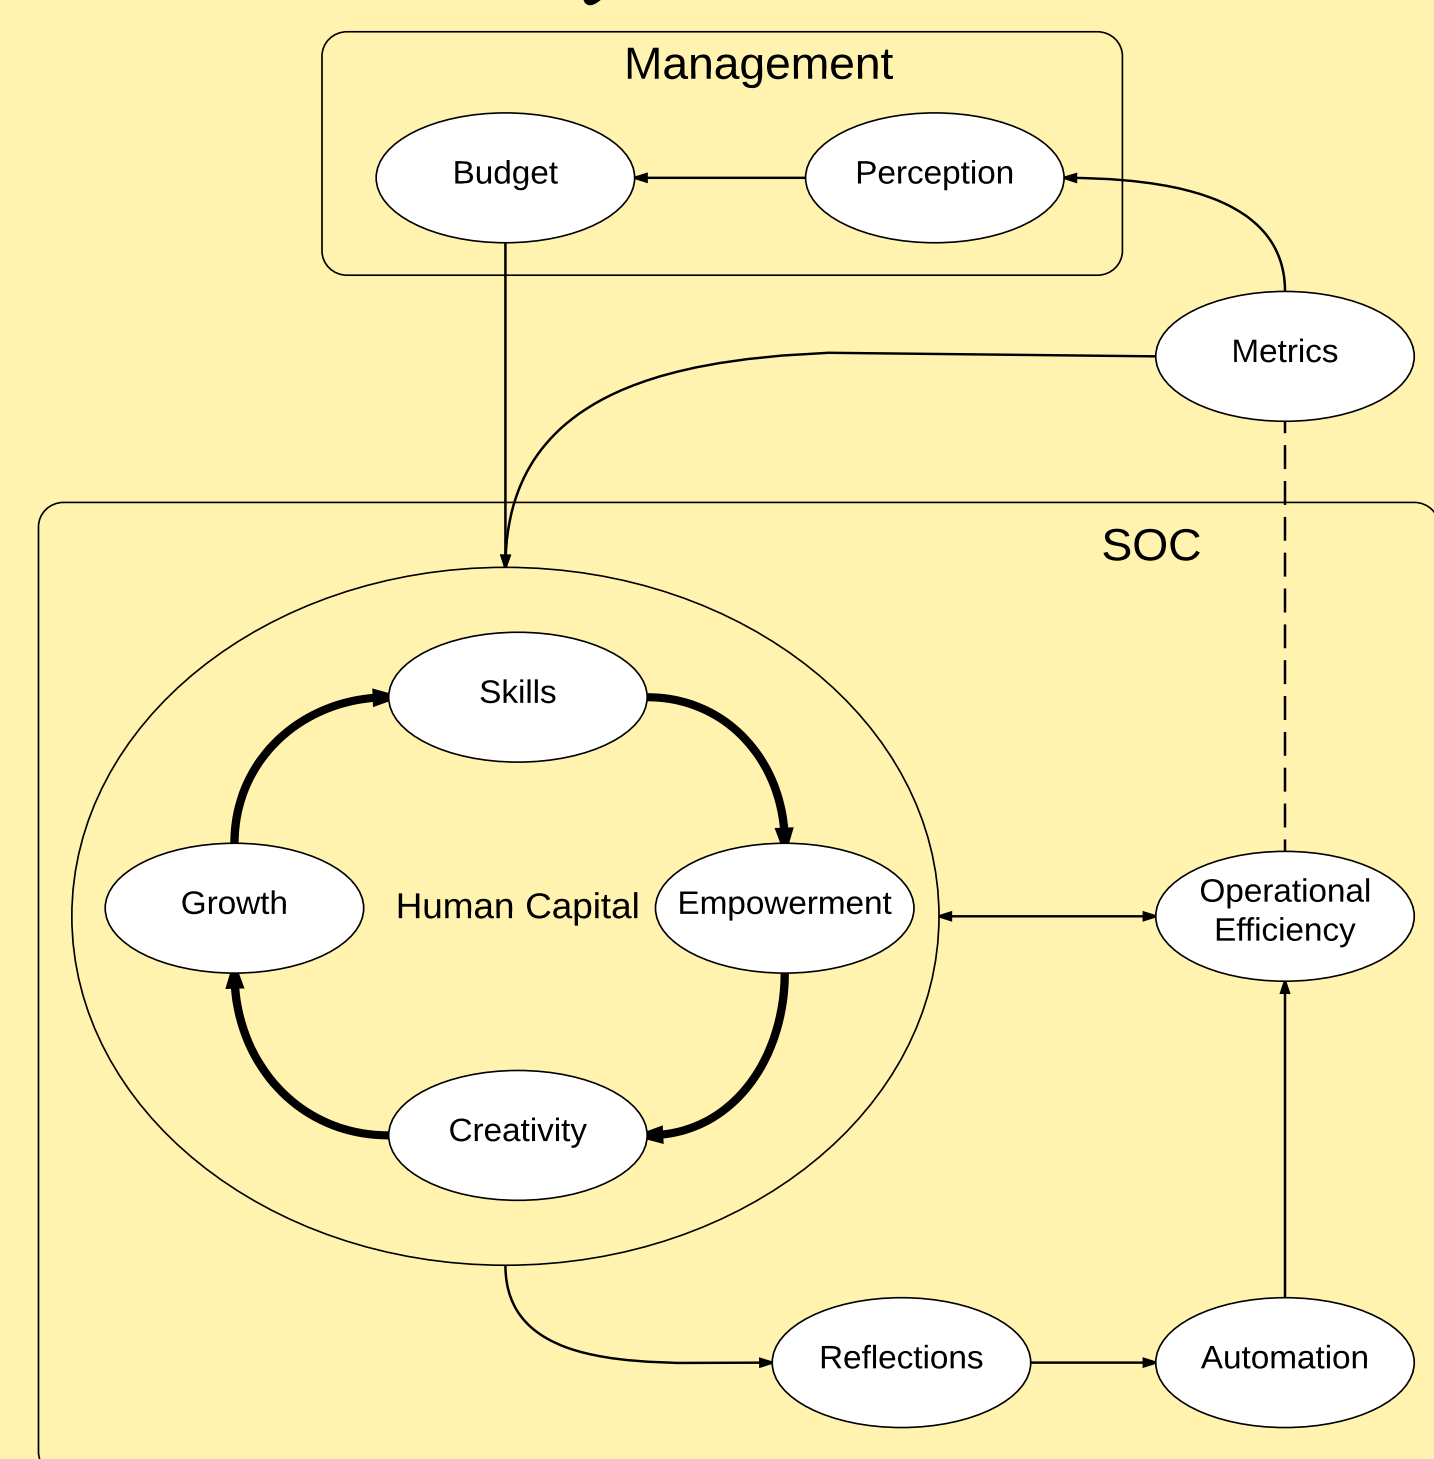 Management
Budget
Perception
Metrics
SOC
Skills
Growth
Human Capital
Empowerment
Operational
Efficiency
Creativity
Reflections
Automation